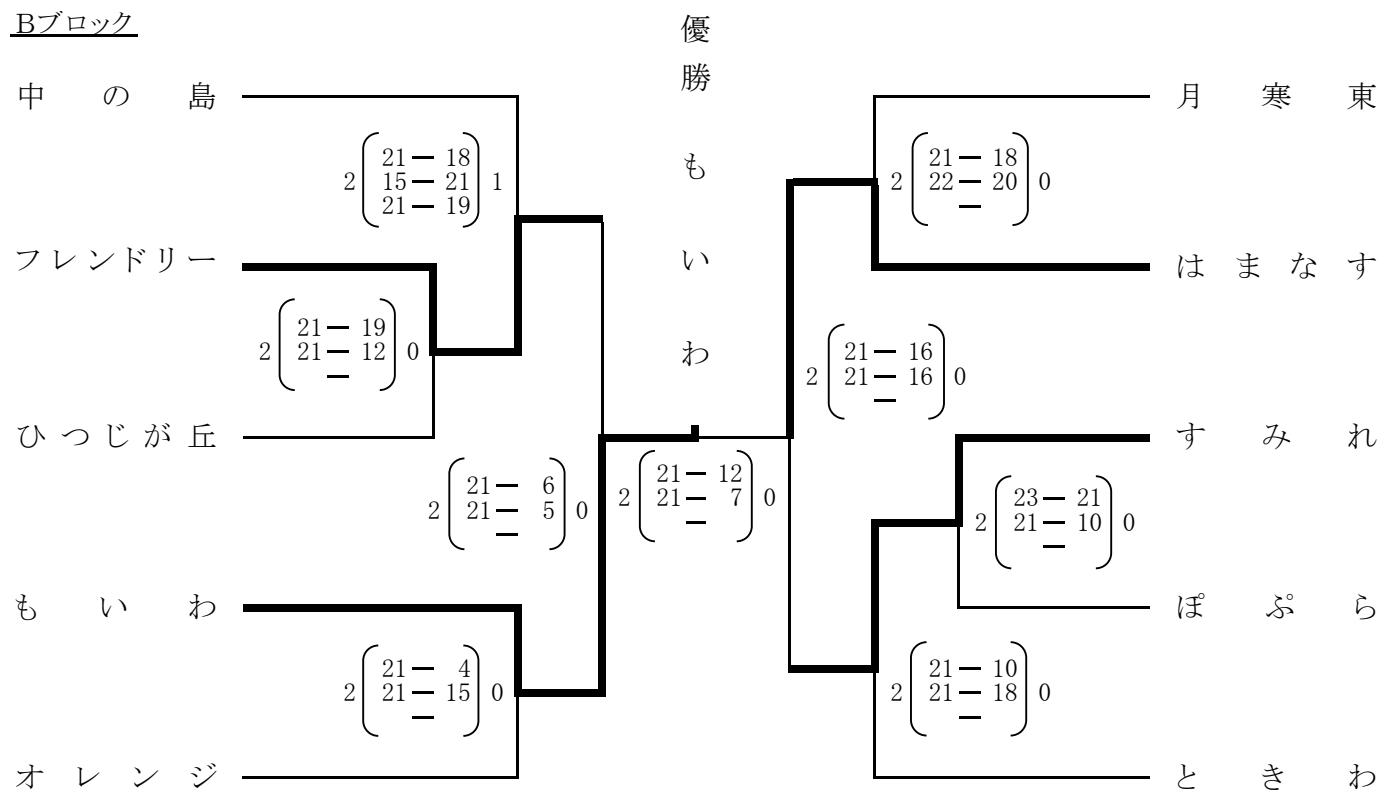 Bブロック
優勝 もいわ
中の島
2 21 ― 18 1
15 ― 21
21 ― 19
フレンドリー
2 21 ― 19 0
21 ― 12
―
ひつじが丘
2 21 ― 6 0
21 ― 5
―
もいわ
2 21 ― 4 0
21 ― 15
―
オレンジ
2 21 ― 12 0
21 ― 7
―
月寒東
2 21 ― 18 0
22 ― 20
―
はまなす
2 21 ― 16 0
21 ― 16
―
すみれ
2 23 ― 21 0
21 ― 10
―
ぽぷら
2 21 ― 10 0
21 ― 18
―
ときわ